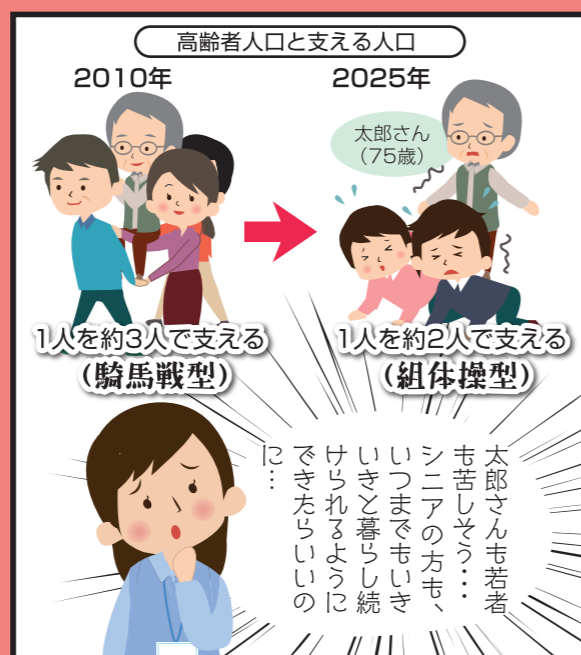 高齢者人口と支える人口
2010年
2025年
太郎さん
（75歳）
1人を約3人で支える
（騎馬戦型）
1人を約2人で支える
（組体操型）
太郎さんも若者
も苦しそう・・・
シニアの方も、
いつまでもいき
いきと暮らし続
けられるように
できたらいいの
に…